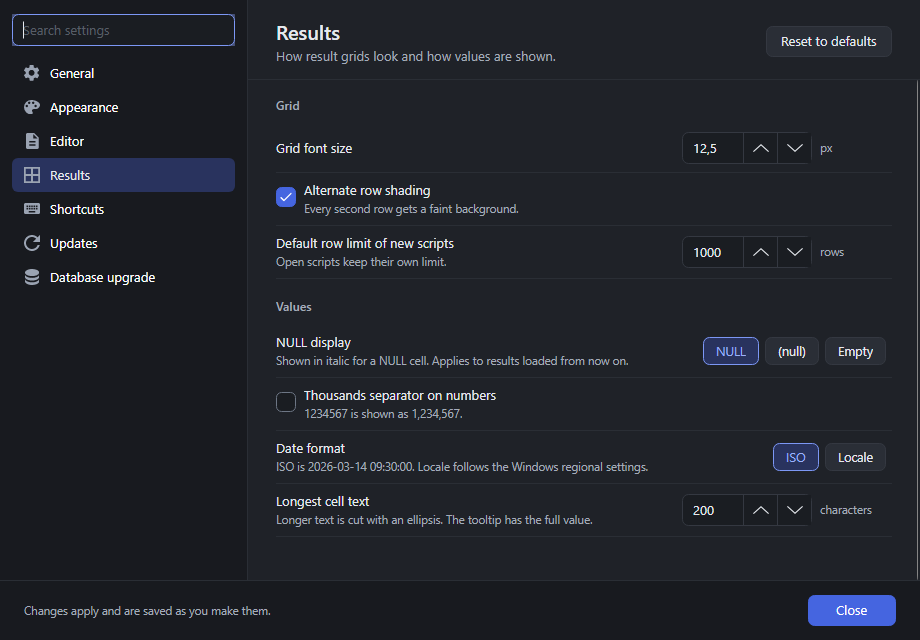 Search settings
General
Appearance
Editor
Results
Shortcuts
Updates
Database upgrade
Results
How result grids look and how values are shown.
Reset to defaults
Grid
Grid font size
12,5
px
Alternate row shading
Every second row gets a faint background.
Default row limit of new scripts
Open scripts keep their own limit.
1000
rows
Values
NULL display
Shown in italic for a NULL cell. Applies to results loaded from now on.
NULL
(null)
Empty
Thousands separator on numbers
1234567 is shown as 1,234,567.
Date format
ISO is 2026-03-14 09:30:00. Locale follows the Windows regional settings.
ISO
Locale
Longest cell text
Longer text is cut with an ellipsis. The tooltip has the full value.
200
characters
Changes apply and are saved as you make them.
Close